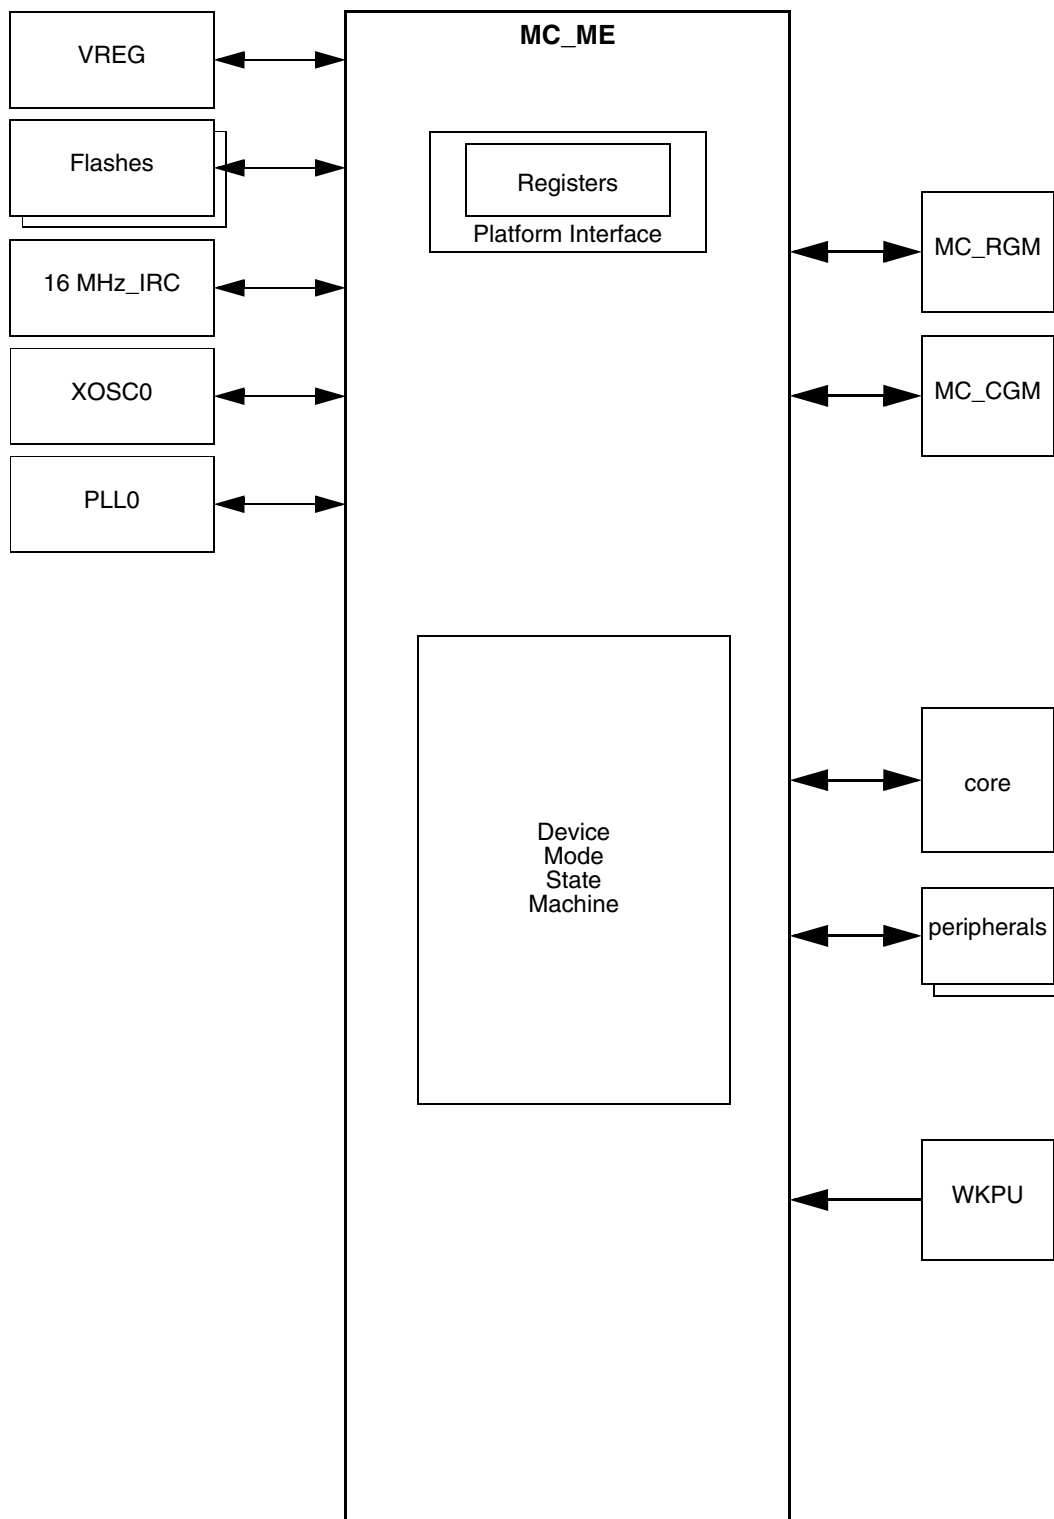 MC_ME
VREG
Flashes
16 MHz_IRC
XOSC0
PLL0
Registers
Platform Interface
Device
Mode
State
Machine
MC_RGM
MC_CGM
core
peripherals
WKPU